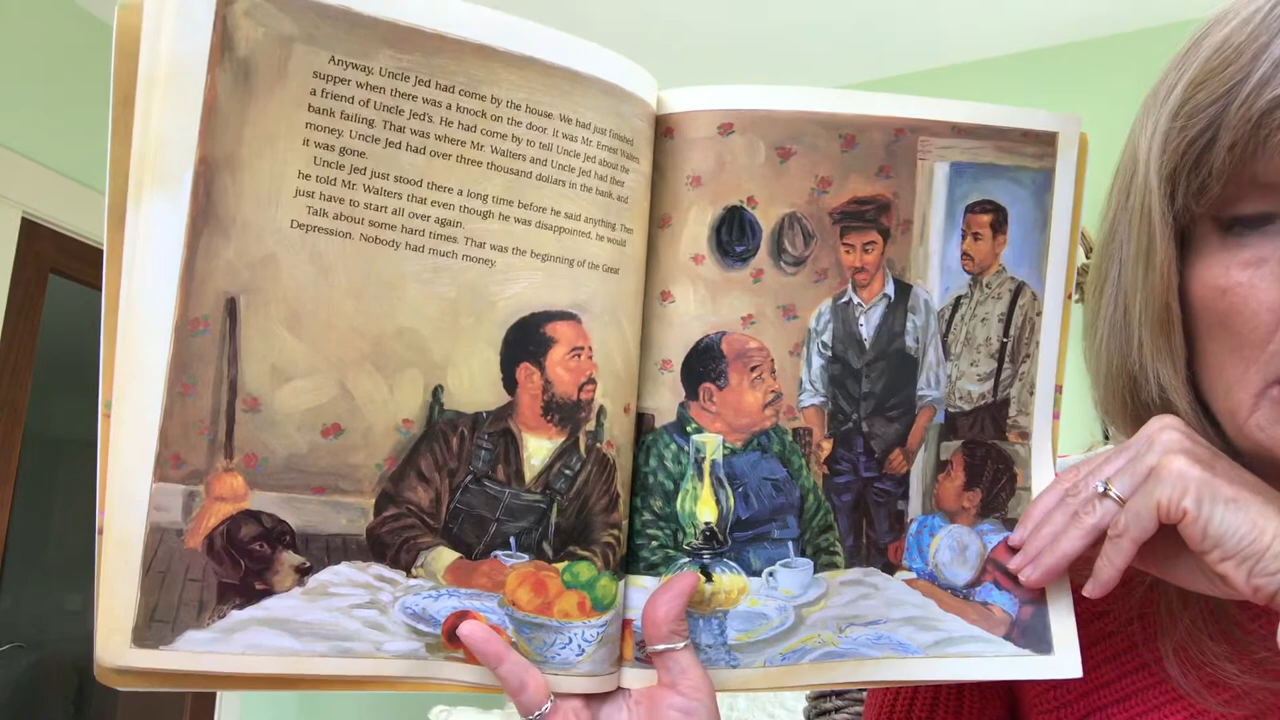 Anyway, Uncle Jed had come by the house. We had just finished
supper when there was a knock on the door. It was Mr. Ernest Walters,
a friend of Uncle Jed's. He had come by to tell Uncle Jed about the
bank failing. That was where Mr. Walters and Uncle Jed had their
money. Uncle Jed had over three thousand dollars in the bank, and
it was gone.
Uncle Jed just stood there a long time before he said anything. Then
he told Mr. Walters that even though he was disappointed, he would
just have to start all over again.
Talk about some hard times. That was the beginning of the Great
Depression. Nobody had much money.